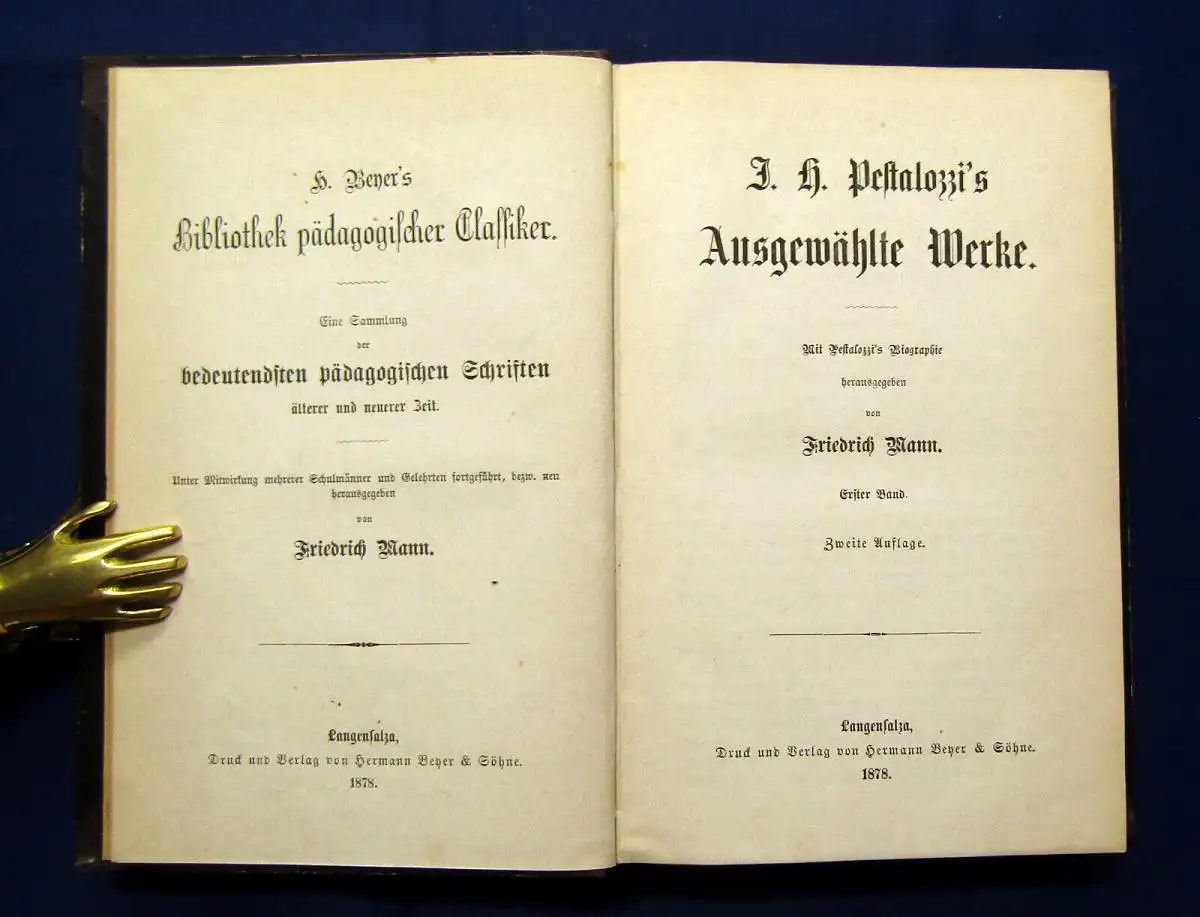 H. Beyer's
Bibliothek pädagogischer Classiker.
Eine Sammlung
der
bedeutendsten pädagogischen Schriften
älterer und neuerer Zeit.
Unter Mitwirkung mehrerer Schulmänner und Gelehrten fortgeführt, bezw. neu
herausgegeben
von
Friedrich Mann.
Langensalza,
Druck und Verlag von Hermann Beyer & Söhne.
1878.
J. H. Pestalozzi's
Ausgewählte Werke.
Mit Pestalozzi's Biographie
herausgegeben
von
Friedrich Mann.
Erster Band.
Zweite Auflage.
Langensalza,
Druck und Verlag von Hermann Beyer & Söhne.
1878.